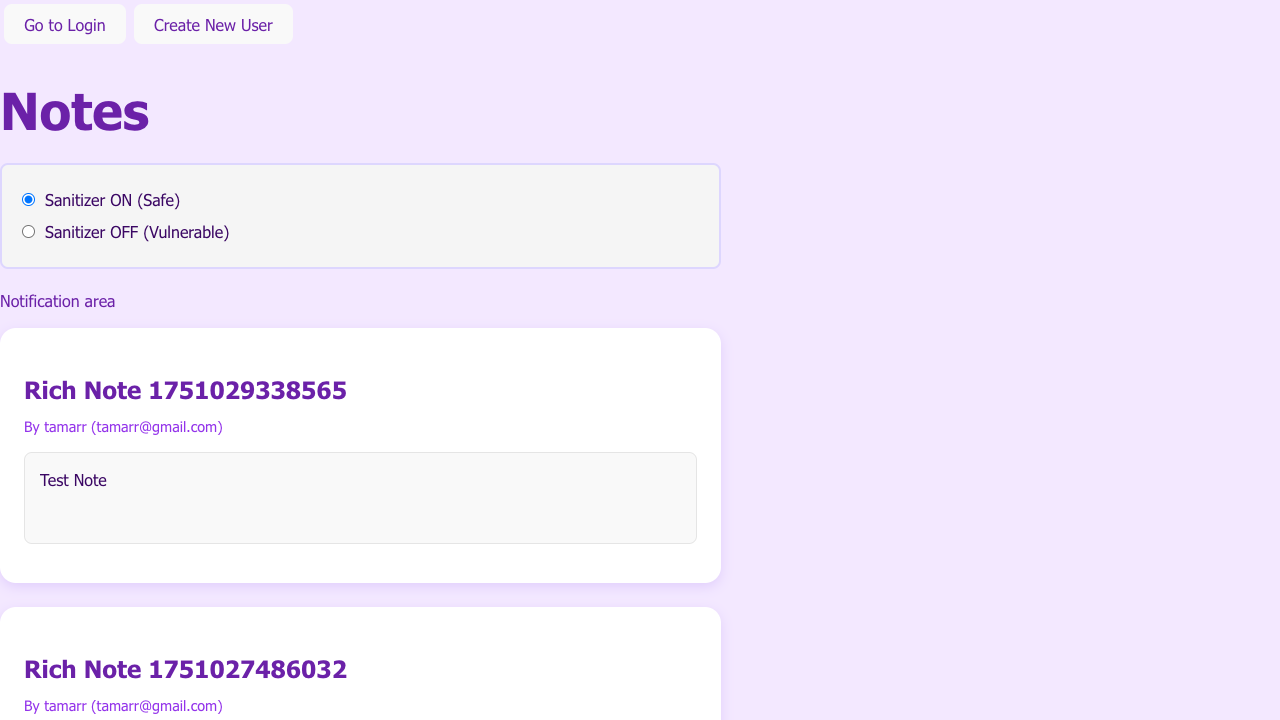 Go to Login Create New User
Notes
Sanitizer ON (Safe)
Sanitizer OFF (Vulnerable)
Notification area
Rich Note 1751029338565
By tamarr (tamarr@gmail.com)
Test Note
Rich Note 1751027486032
By tamarr (tamarr@gmail.com)